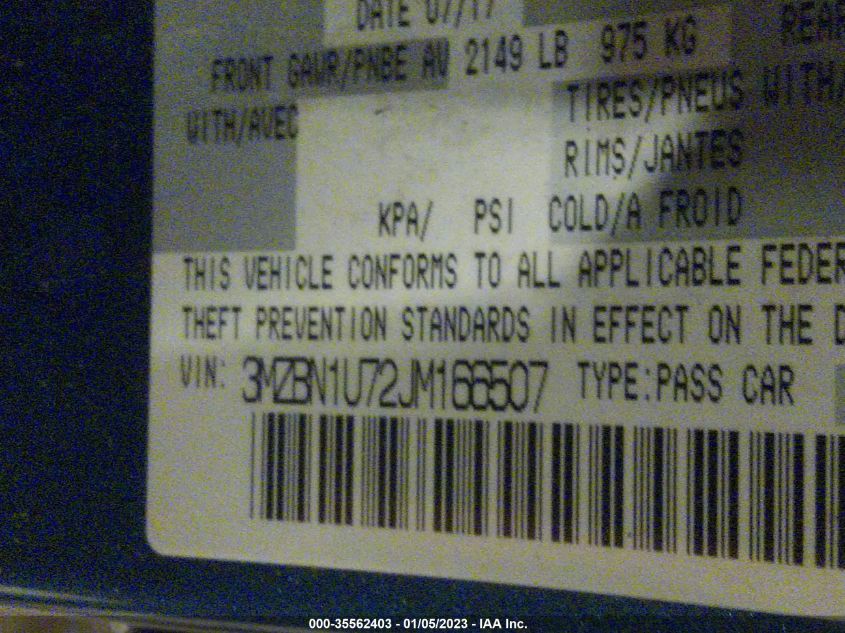 DATE 07/17
FRONT GAWR/PNBE AV 2149 LB 975 KG
WITH/AVEC
TIRES/PNEUS WITH/
RIMS/JANTES
KPA/ PSI COLD/A FROID
THIS VEHICLE CONFORMS TO ALL APPLICABLE FEDER
THEFT PREVENTION STANDARDS IN EFFECT ON THE D
VIN: 3MZBN1U72JM166507 TYPE:PASS CAR
000-35562403 - 01/05/2023 - IAA Inc.